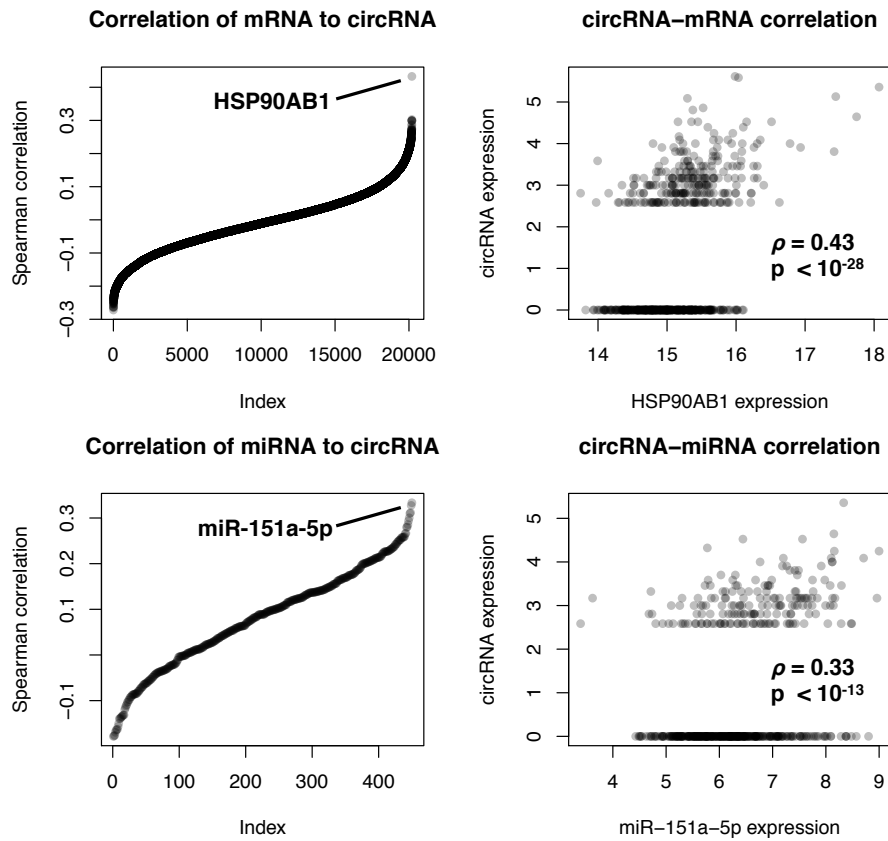 Correlation of mRNA to circRNA
Spearman correlation
−0.3 −0.1 0.1 0.3
HSP90AB1
0 5000 10000 15000 20000
Index
circRNA−mRNA correlation
circRNA expression
0 1 2 3 4 5
ρ = 0.43
p < 10-28
14 15 16 17 18
HSP90AB1 expression
Correlation of miRNA to circRNA
Spearman correlation
−0.1 0.1 0.2 0.3
miR-151a-5p
0 100 200 300 400
Index
circRNA−miRNA correlation
circRNA expression
0 1 2 3 4 5
ρ = 0.33
p < 10-13
4 5 6 7 8 9
miR−151a−5p expression